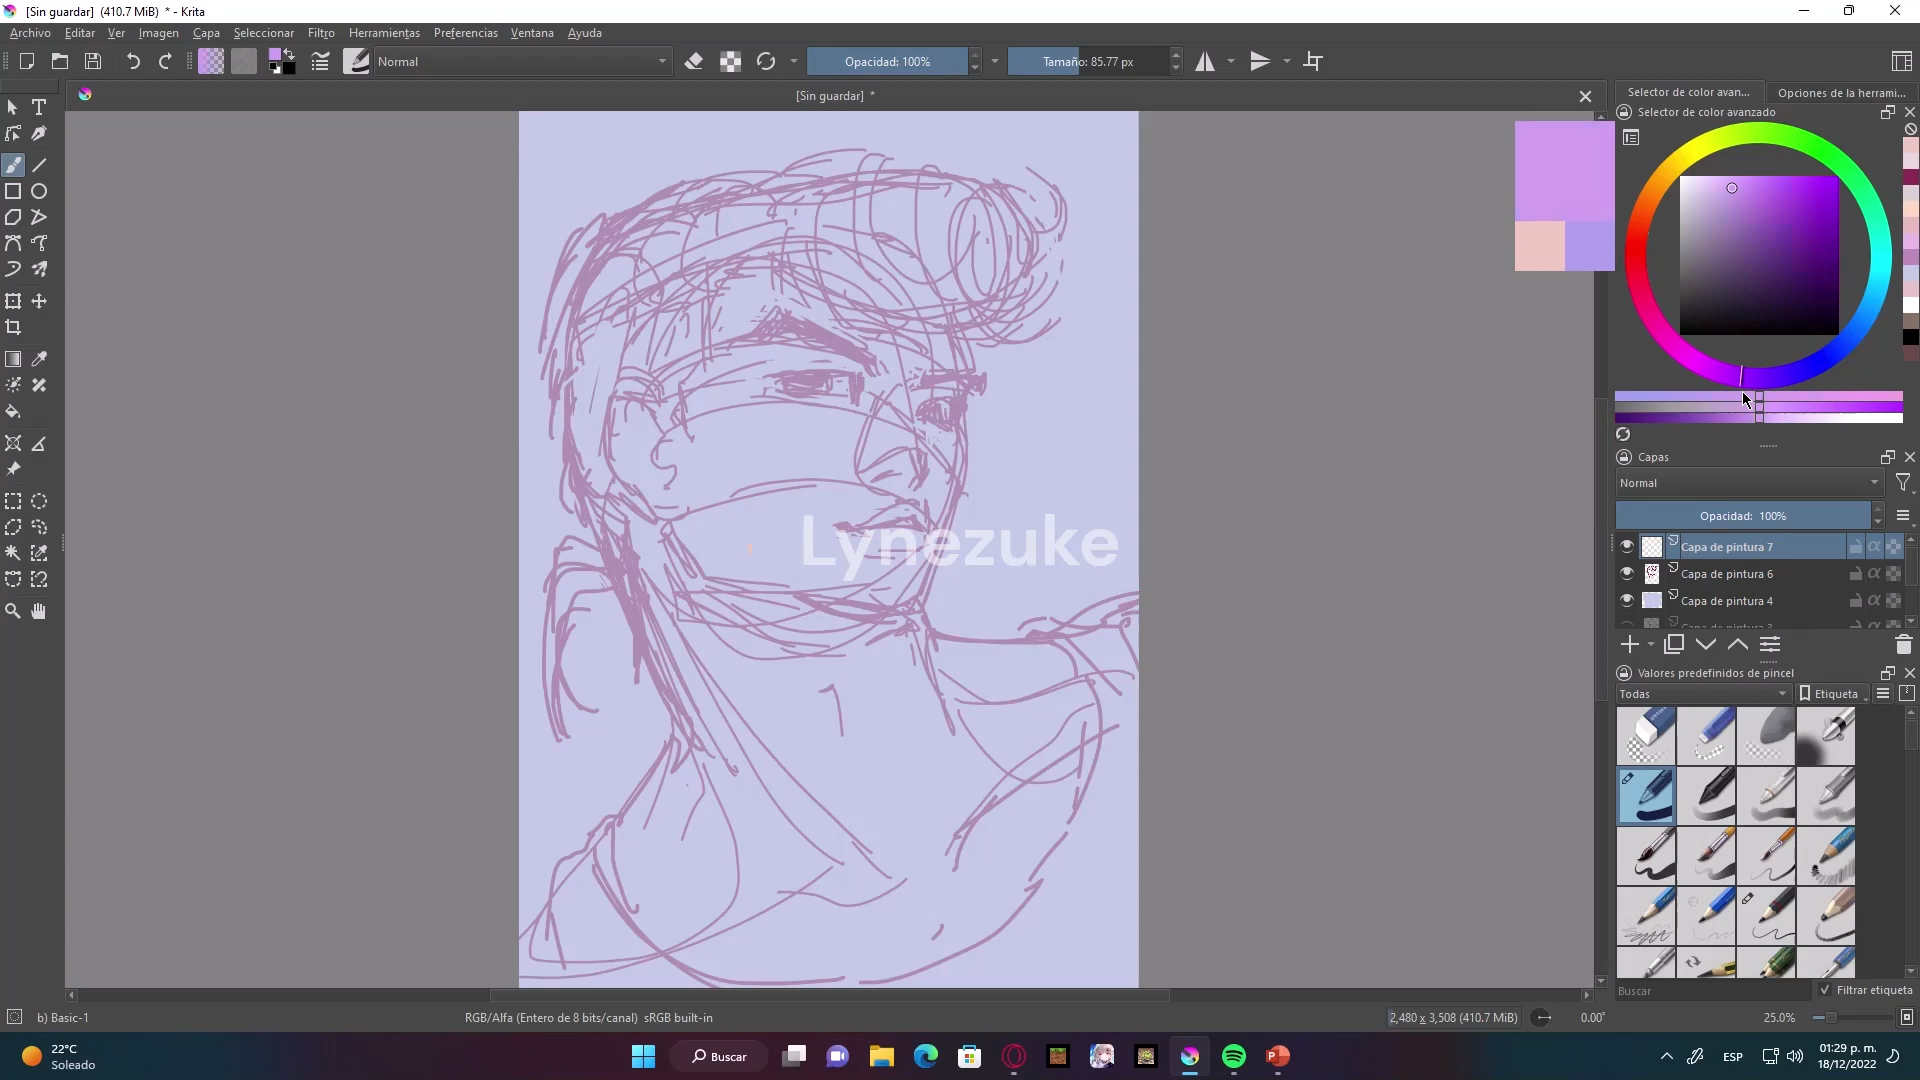 [Sin guardar]  (410.7 MiB)  * - Krita
Archivo Editar Ver Imagen Capa Seleccionar Filtro Herramientas Preferencias Ventana Ayuda
Normal Opacidad: 100% Tamaño: 85.77 px
[Sin guardar]  *
Selector de color avan... Opciones de la herrami...
Selector de color avanzado
Capas
Normal
Opacidad:  100%
Capa de pintura 7
Capa de pintura 6
Capa de pintura 4
Capa de pintura 3
Lynezuke
Valores predefinidos de pincel
Todas Etiqueta
Buscar Filtrar etiqueta
b) Basic-1 RGB/Alfa (Entero de 8 bits/canal)  sRGB built-in 2,480 x 3,508 (410.7 MiB) 0.00° 25.0%
22°C
Soleado
Buscar
ESP
01:29 p. m.
18/12/2022